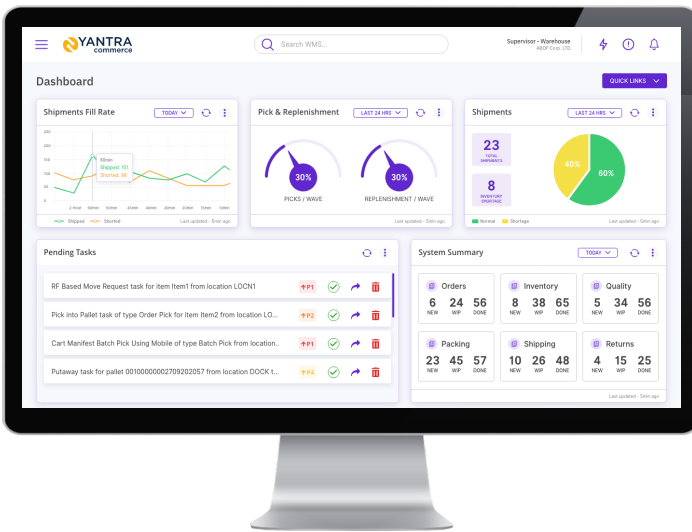 YANTRA
commerce
Search WMS...
Supervisor - Warehouse
Dashboard
QUICK LINKS
Shipments Fill Rate
TODAY
50min
Shipped: 161
0
Shipped
Shorted
Last updated - 5min ago
Pick & Replenishment
LAST 24 HRS
30%
PICKS / WAVE
30%
REPLENISHMENT / WAVE
Last updated - 5min ago
Shipments
LAST 24 HRS
23
TOTAL
SHIPMENTS
8
INVENTORY
SHORTAGE
40%
60%
Normal
Shortage
Last updated - 5min ago
Pending Tasks
RF Based Move Request task for item Item1 from location LOCN1
P1
Pick into Pallet task of type Order Pick for item Item2 from location LO...
P2
Cart Manifest Batch Pick Using Mobile of type Batch Pick from location..
P1
Putaway task for pallet 00100000002709202057 from location DOCK t...
P4
System Summary
TODAY
Orders
6 24 56
NEW WIP DONE
Inventory
8 38 65
NEW WIP DONE
Quality
5 34 56
NEW WIP DONE
Packing
23 45 57
NEW WIP DONE
Shipping
10 26 48
NEW WIP DONE
Returns
4 15 25
NEW WIP DONE
Last updated - 5min ago